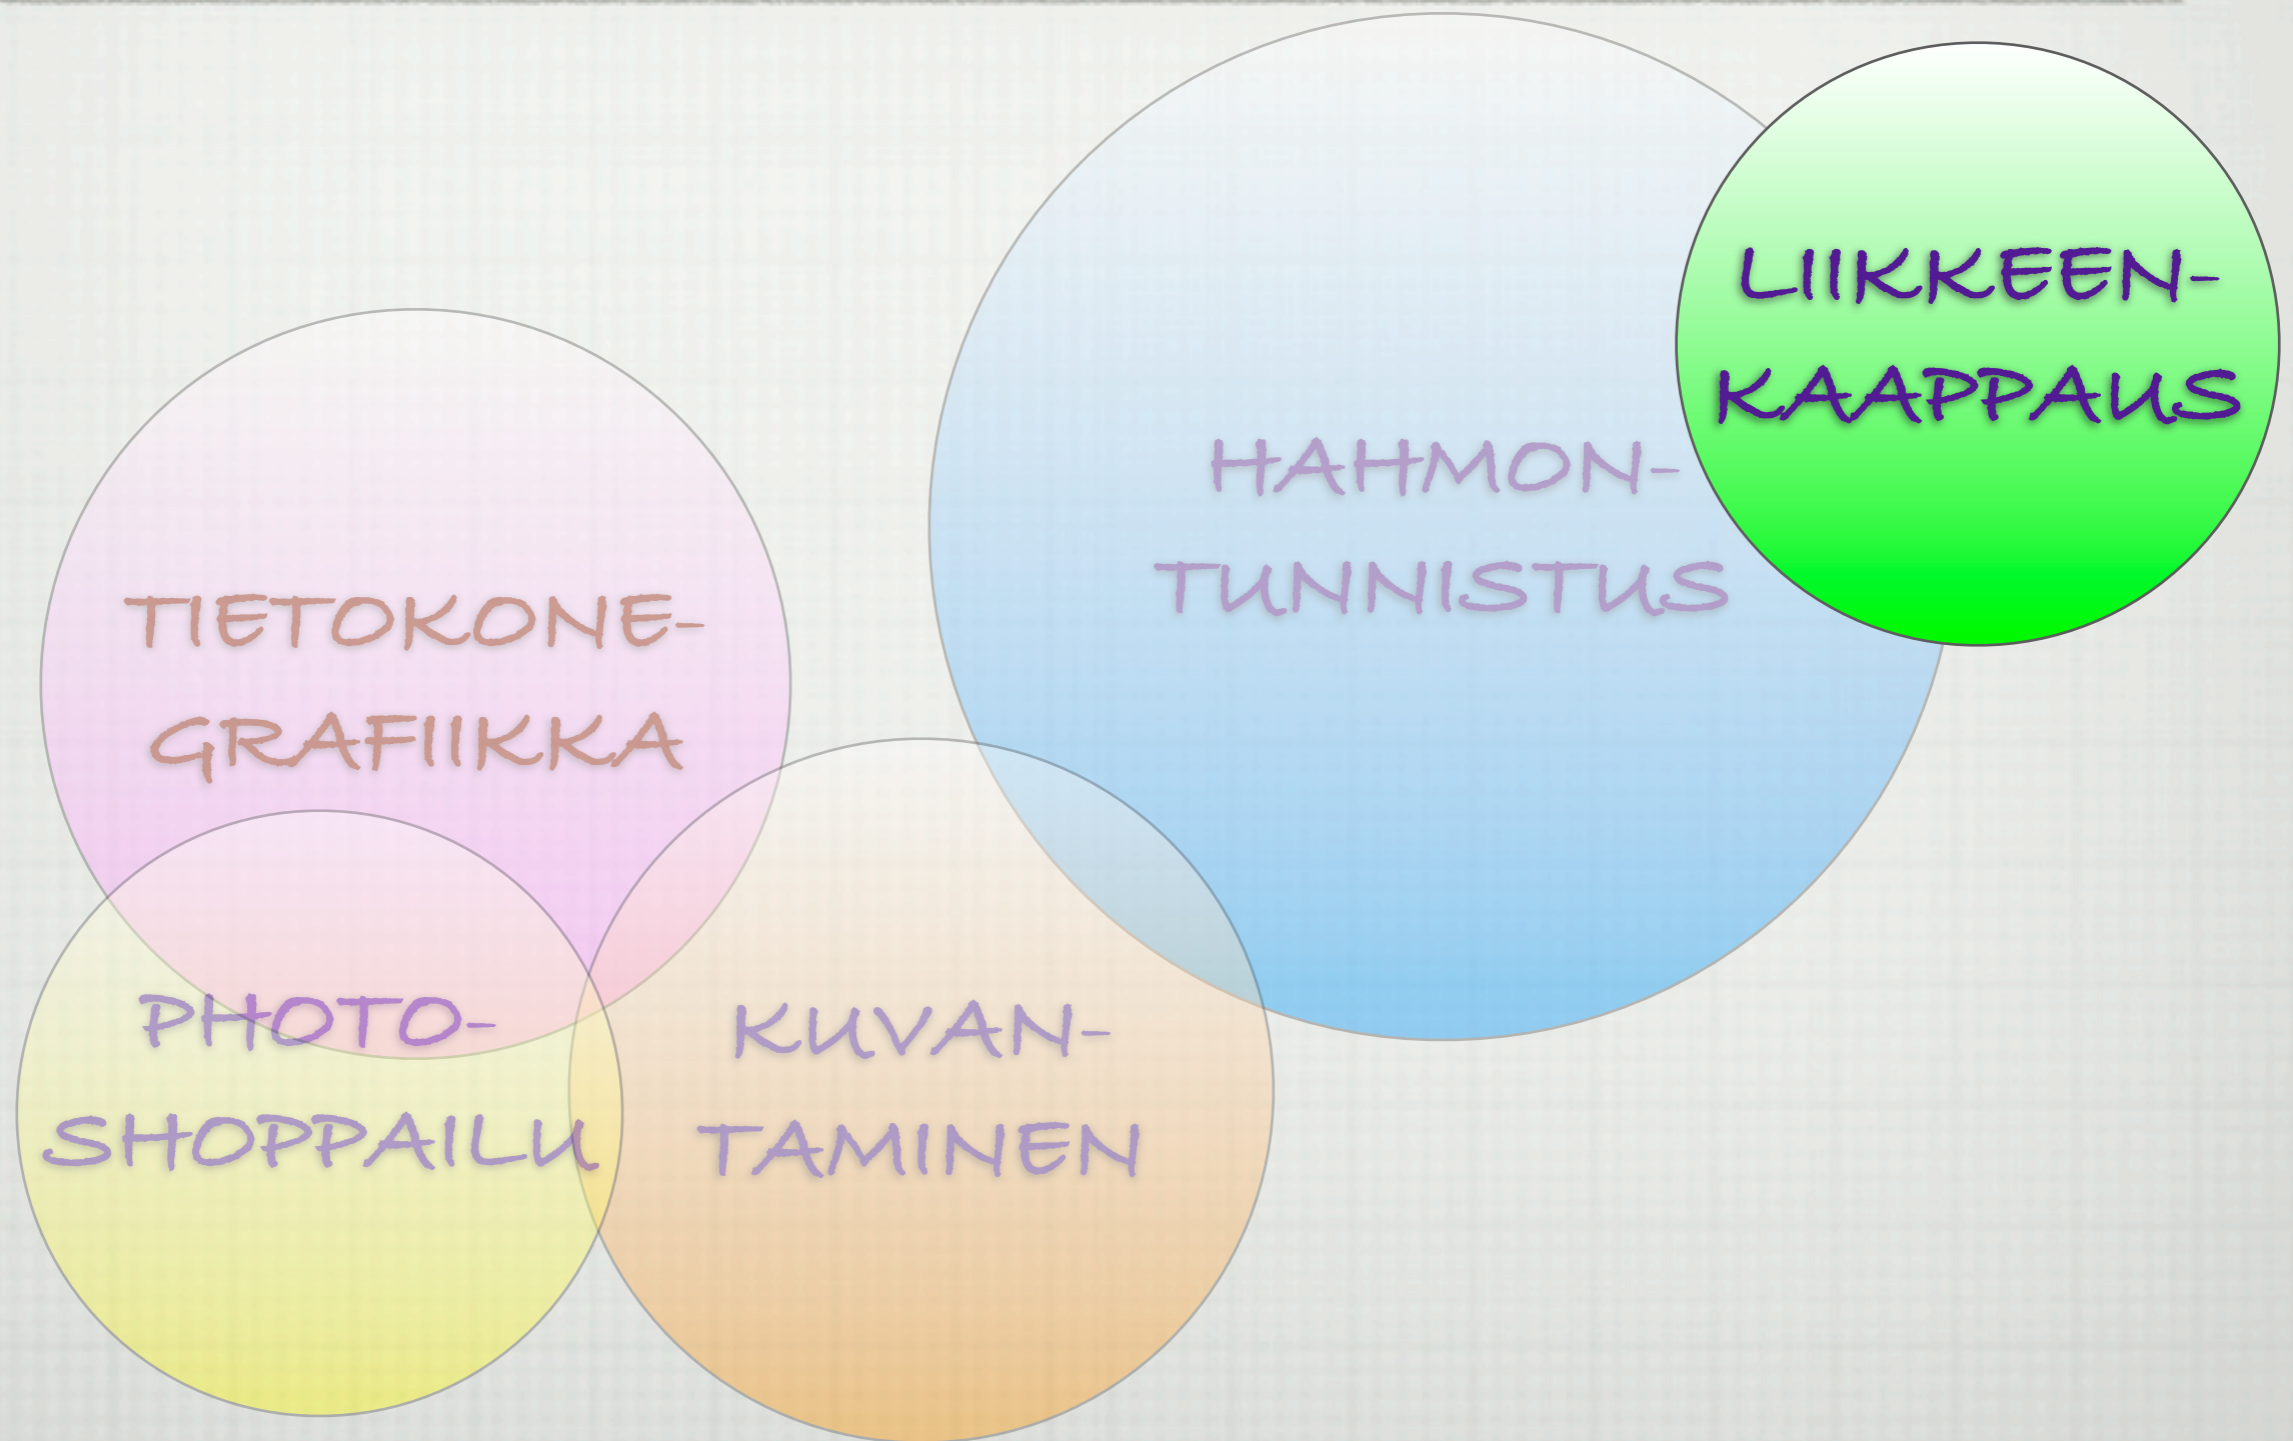 LIIKKEEN-
KAAPPAUS
HAHMON-
TUNNISTUS
TIETOKONE-
GRAFIIKKA
PHOTO-
SHOPPAILU
KUVAN-
TAMINEN